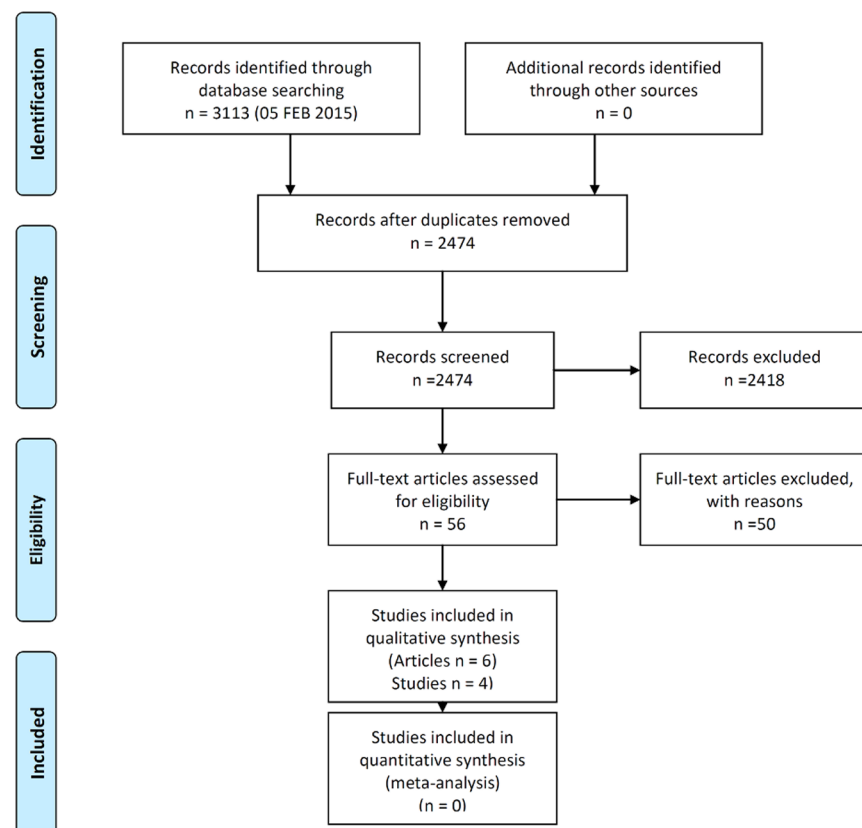 Identification
Records identified through
database searching
n = 3113 (05 FEB 2015)
Additional records identified
through other sources
n = 0
Records after duplicates removed
n = 2474
Screening
Records screened
n =2474
Records excluded
n =2418
Eligibility
Full-text articles assessed
for eligibility
n = 56
Full-text articles excluded,
with reasons
n =50
Studies included in
qualitative synthesis
(Articles n = 6)
Studies n = 4)
Included
Studies included in
quantitative synthesis
(meta-analysis)
(n = 0)